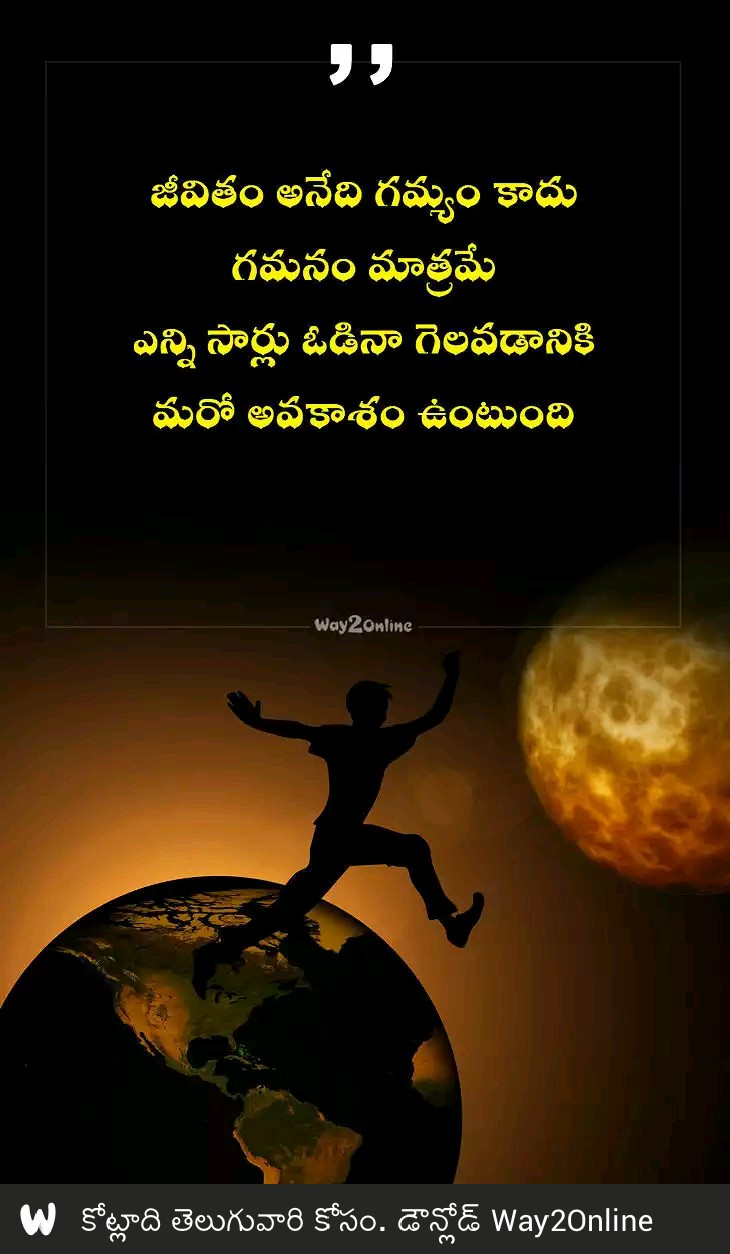 ”
జీవితం అనేది గమ్యం కాదు
గమనం మాత్రమే
ఎన్ని సార్లు ఓడినా గెలవడానికి
మరో అవకాశం ఉంటుంది
Way2Online
W కోట్లాది తెలుగువారి కోసం. డౌన్లోడ్ Way2Online